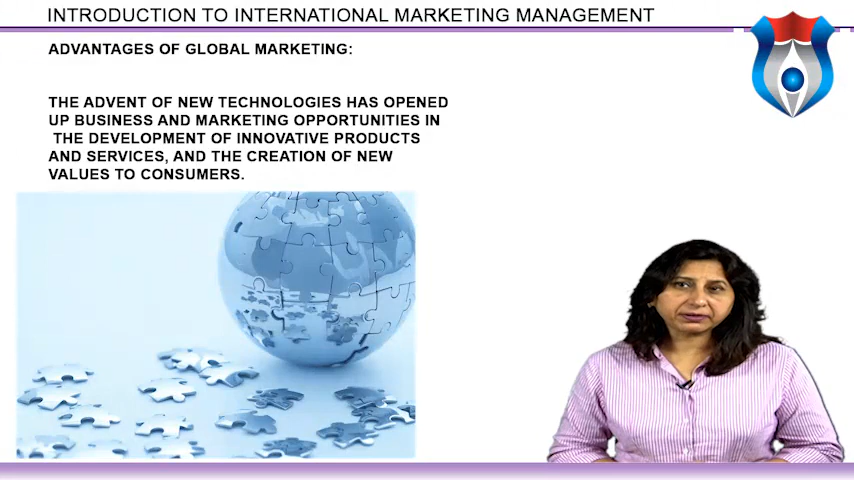 INTRODUCTION TO INTERNATIONAL MARKETING MANAGEMENT
ADVANTAGES OF GLOBAL MARKETING:
THE ADVENT OF NEW TECHNOLOGIES HAS OPENED
UP BUSINESS AND MARKETING OPPORTUNITIES IN
THE DEVELOPMENT OF INNOVATIVE PRODUCTS
AND SERVICES, AND THE CREATION OF NEW
VALUES TO CONSUMERS.